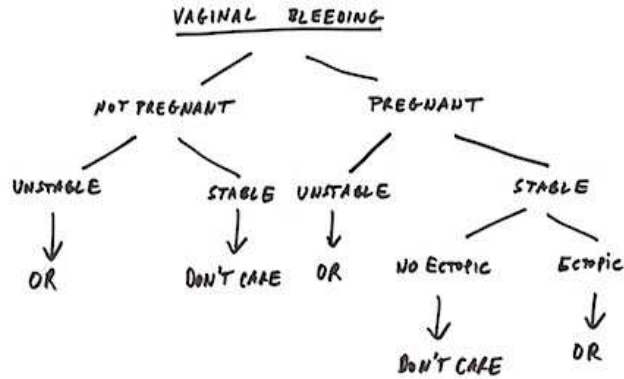 VAGINAL BLEEDING
NOT PREGNANT PREGNANT
UNSTABLE STABLE UNSTABLE STABLE
OR DON'T CARE OR NO ECTOPIC ECTOPIC
DON'T CARE OR